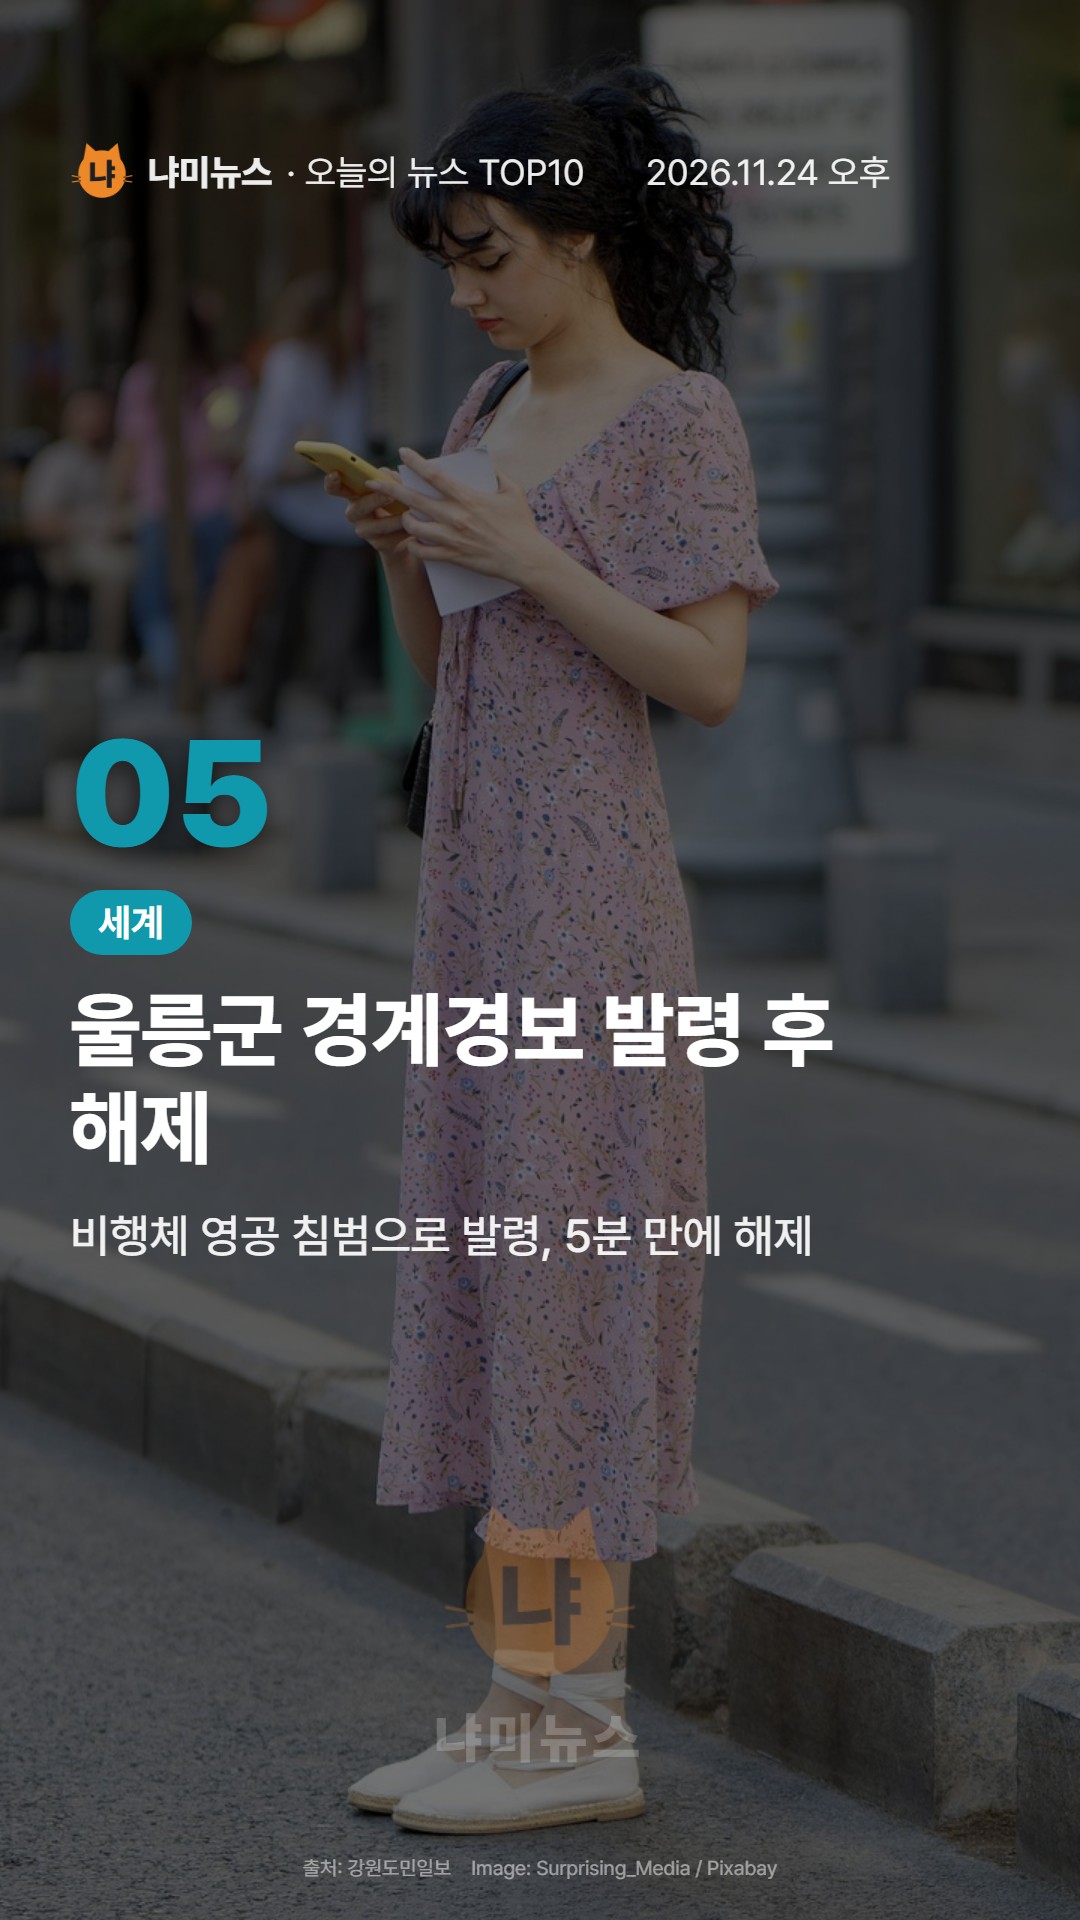 냐 냐미뉴스 · 오늘의 뉴스 TOP10 2026.11.24 오후
05
세계
울릉군 경계경보 발령 후
해제
비행체 영공 침범으로 발령, 5분 만에 해제
냐
냐미뉴스
출처: 강원도민일보 Image: Surprising_Media / Pixabay